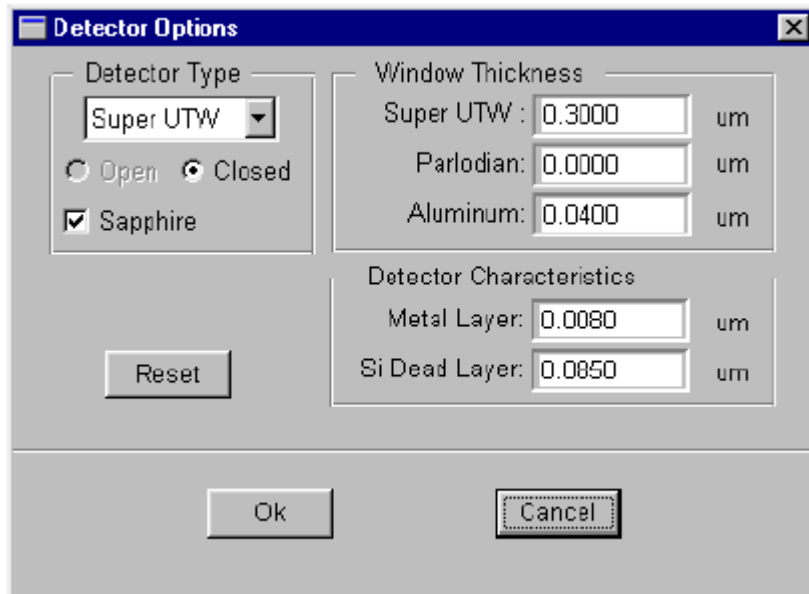 Detector Options
Detector Type
Super UTW
Open Closed
Sapphire
Window Thickness
Super UTW : 0.3000 um
Parlodian: 0.0000 um
Aluminum: 0.0400 um
Detector Characteristics
Metal Layer: 0.0080 um
Si Dead Layer: 0.0850 um
Reset
Ok
Cancel